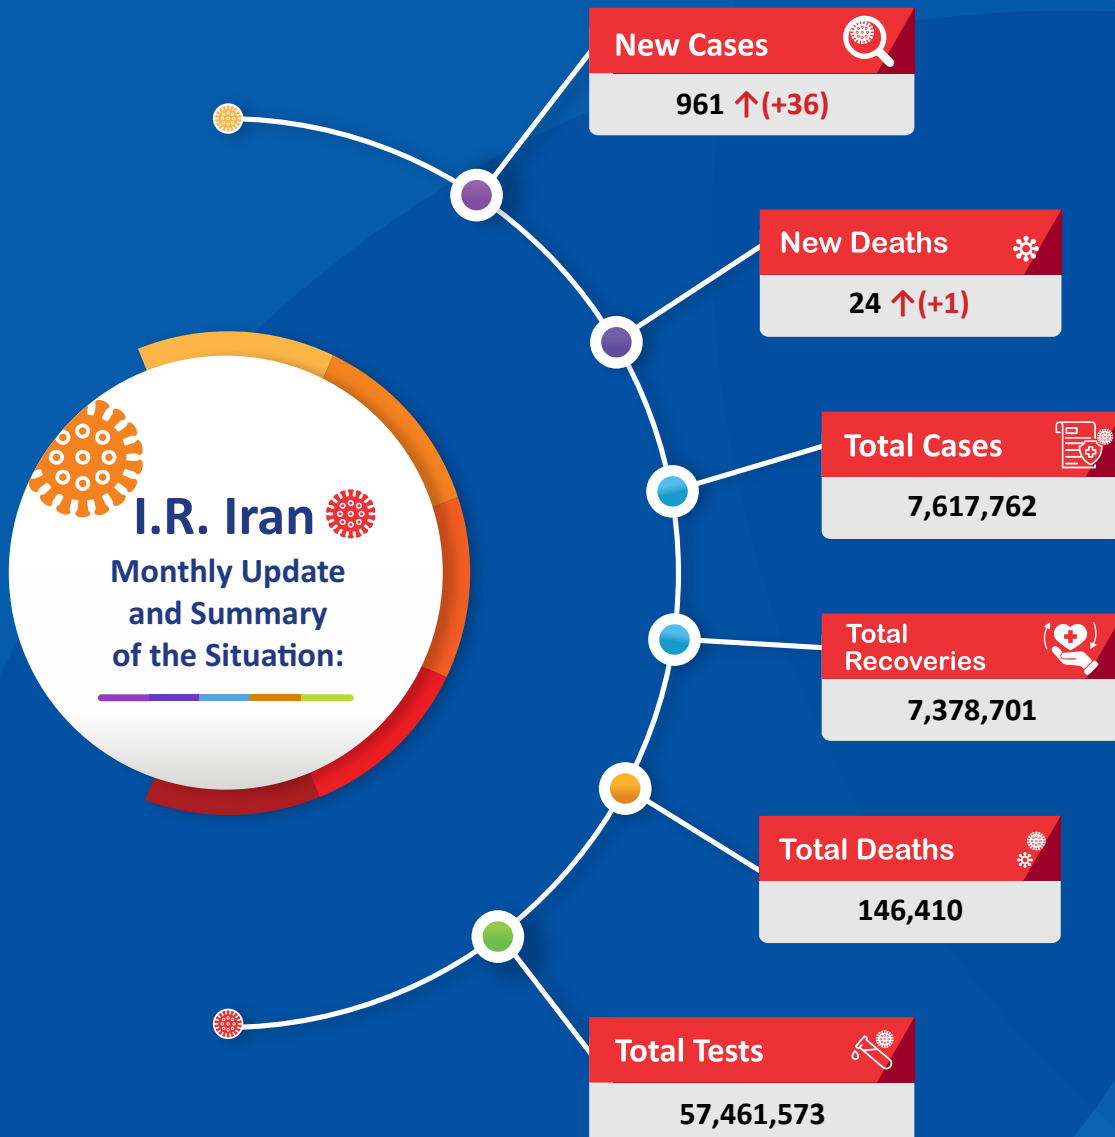 New Cases
961 ↑(+36)
New Deaths
24 ↑(+1)
Total Cases
7,617,762
I.R. Iran
Monthly Update
and Summary
of the Situation:
Total
Recoveries
7,378,701
Total Deaths
146,410
Total Tests
57,461,573